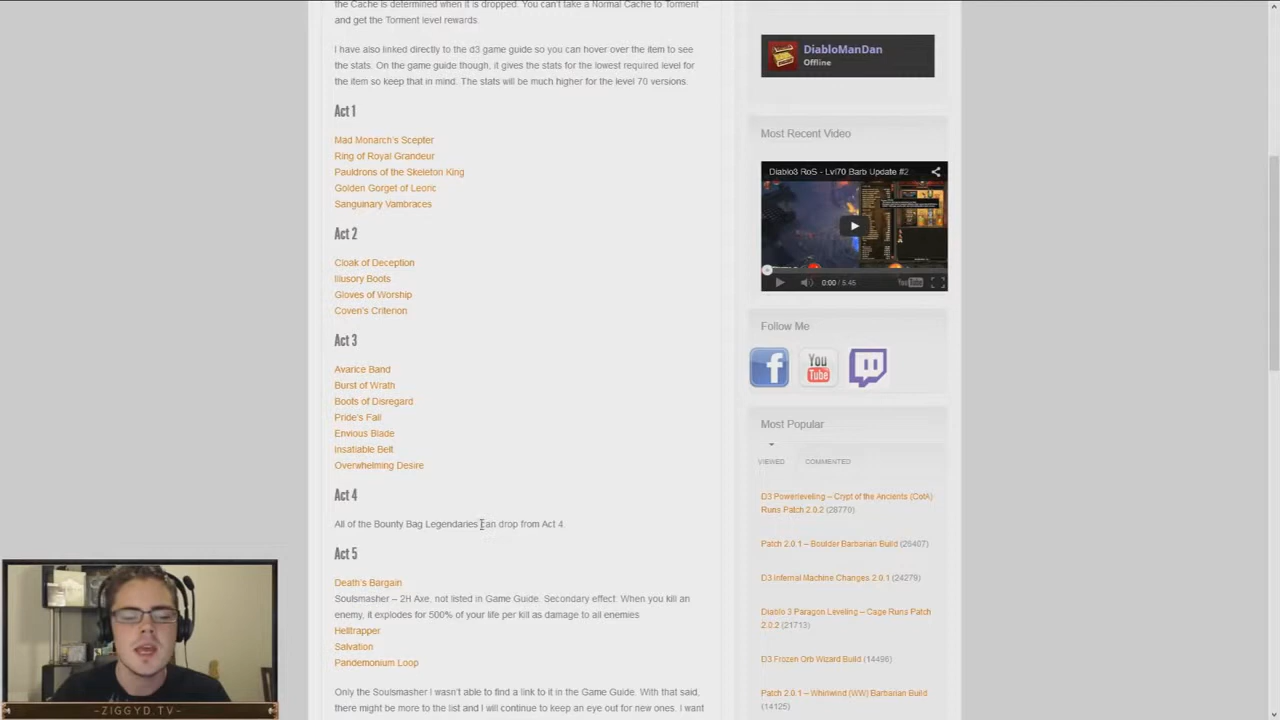 the Cache is determined when it is dropped. You can't take a Normal Cache to Torment
and get the Torment level rewards.
I have also linked directly to the d3 game guide so you can hover over the item to see
the stats. On the game guide though, it gives the stats for the lowest required level for
the item so keep that in mind. The stats will be much higher for the level 70 versions.
Act 1
Mad Monarch's Scepter
Ring of Royal Grandeur
Pauldrons of the Skeleton King
Golden Gorget of Leoric
Sanguinary Vambraces
Act 2
Cloak of Deception
Illusory Boots
Gloves of Worship
Coven's Criterion
Act 3
Avarice Band
Burst of Wrath
Boots of Disregard
Pride's Fall
Envious Blade
Insatiable Belt
Overwhelming Desire
Act 4
All of the Bounty Bag Legendaries can drop from Act 4.
Act 5
Death's Bargain
Soulsmasher – 2H Axe, not listed in Game Guide. Secondary effect: When you kill an
enemy, it explodes for 500% of your life per kill as damage to all enemies.
Helltrapper
Salvation
Pandemonium Loop
Only the Soulsmasher I wasn't able to find a link to it in the Game Guide. With that said,
there might be more to the list and I will continue to keep an eye out for new ones. I want
DiabloManDan
Offline
Most Recent Video
Diablo3 RoS - Lvl70 Barb Update #2
0:00 / 5:45
YouTube
Follow Me
You
Tube
Most Popular
VIEWED COMMENTED
D3 Powerleveling – Crypt of the Ancients (CotA)
Runs Patch 2.0.2 (28770)
Patch 2.0.1 – Boulder Barbarian Build (26407)
D3 Infernal Machine Changes 2.0.1 (24279)
Diablo 3 Paragon Leveling – Cage Runs Patch
2.0.2 (21713)
D3 Frozen Orb Wizard Build (14496)
Patch 2.0.1 – Whirlwind (WW) Barbarian Build
(14125)
–ZIGGYD.TV–